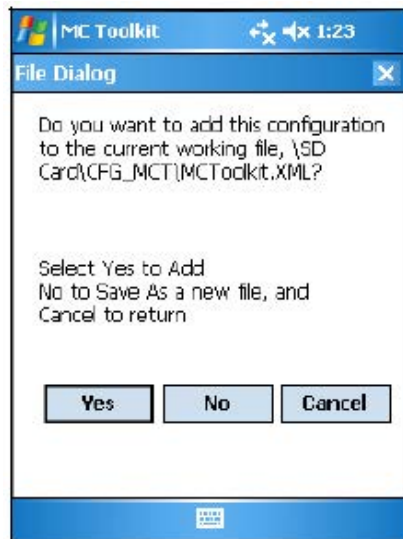 MC Toolkit 1:23
File Dialog
Do you want to add this configuration
to the current working file, \SD
Card\CFG_MCT\MCToolkit.XML?
Select Yes to Add
No to Save As a new file, and
Cancel to return
Yes No Cancel